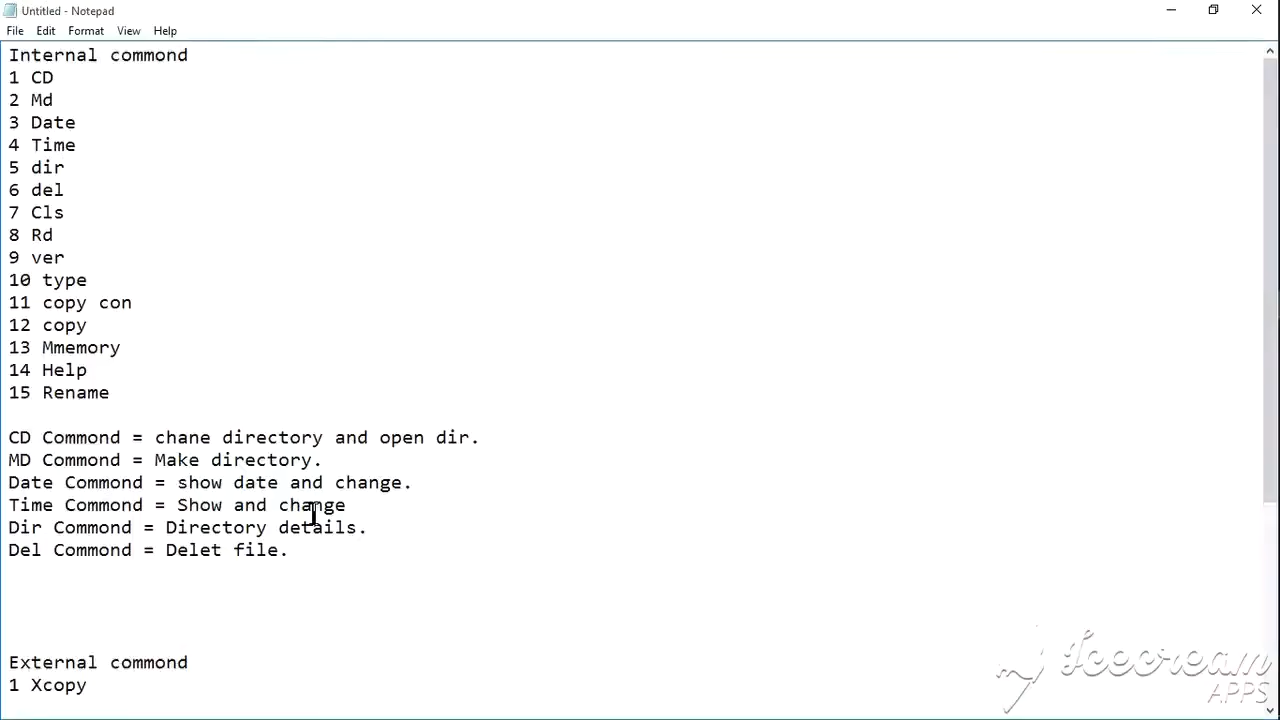 Untitled - Notepad
File Edit Format View Help
Internal commond
1 CD
2 Md
3 Date
4 Time
5 dir
6 del
7 Cls
8 Rd
9 ver
10 type
11 copy con
12 copy
13 Mmemory
14 Help
15 Rename
CD Commond = chane directory and open dir.
MD Commond = Make directory.
Date Commond = show date and change.
Time Commond = Show and change
Dir Commond = Directory details.
Del Commond = Delet file.
External commond
1 Xcopy
Icecream
APPS